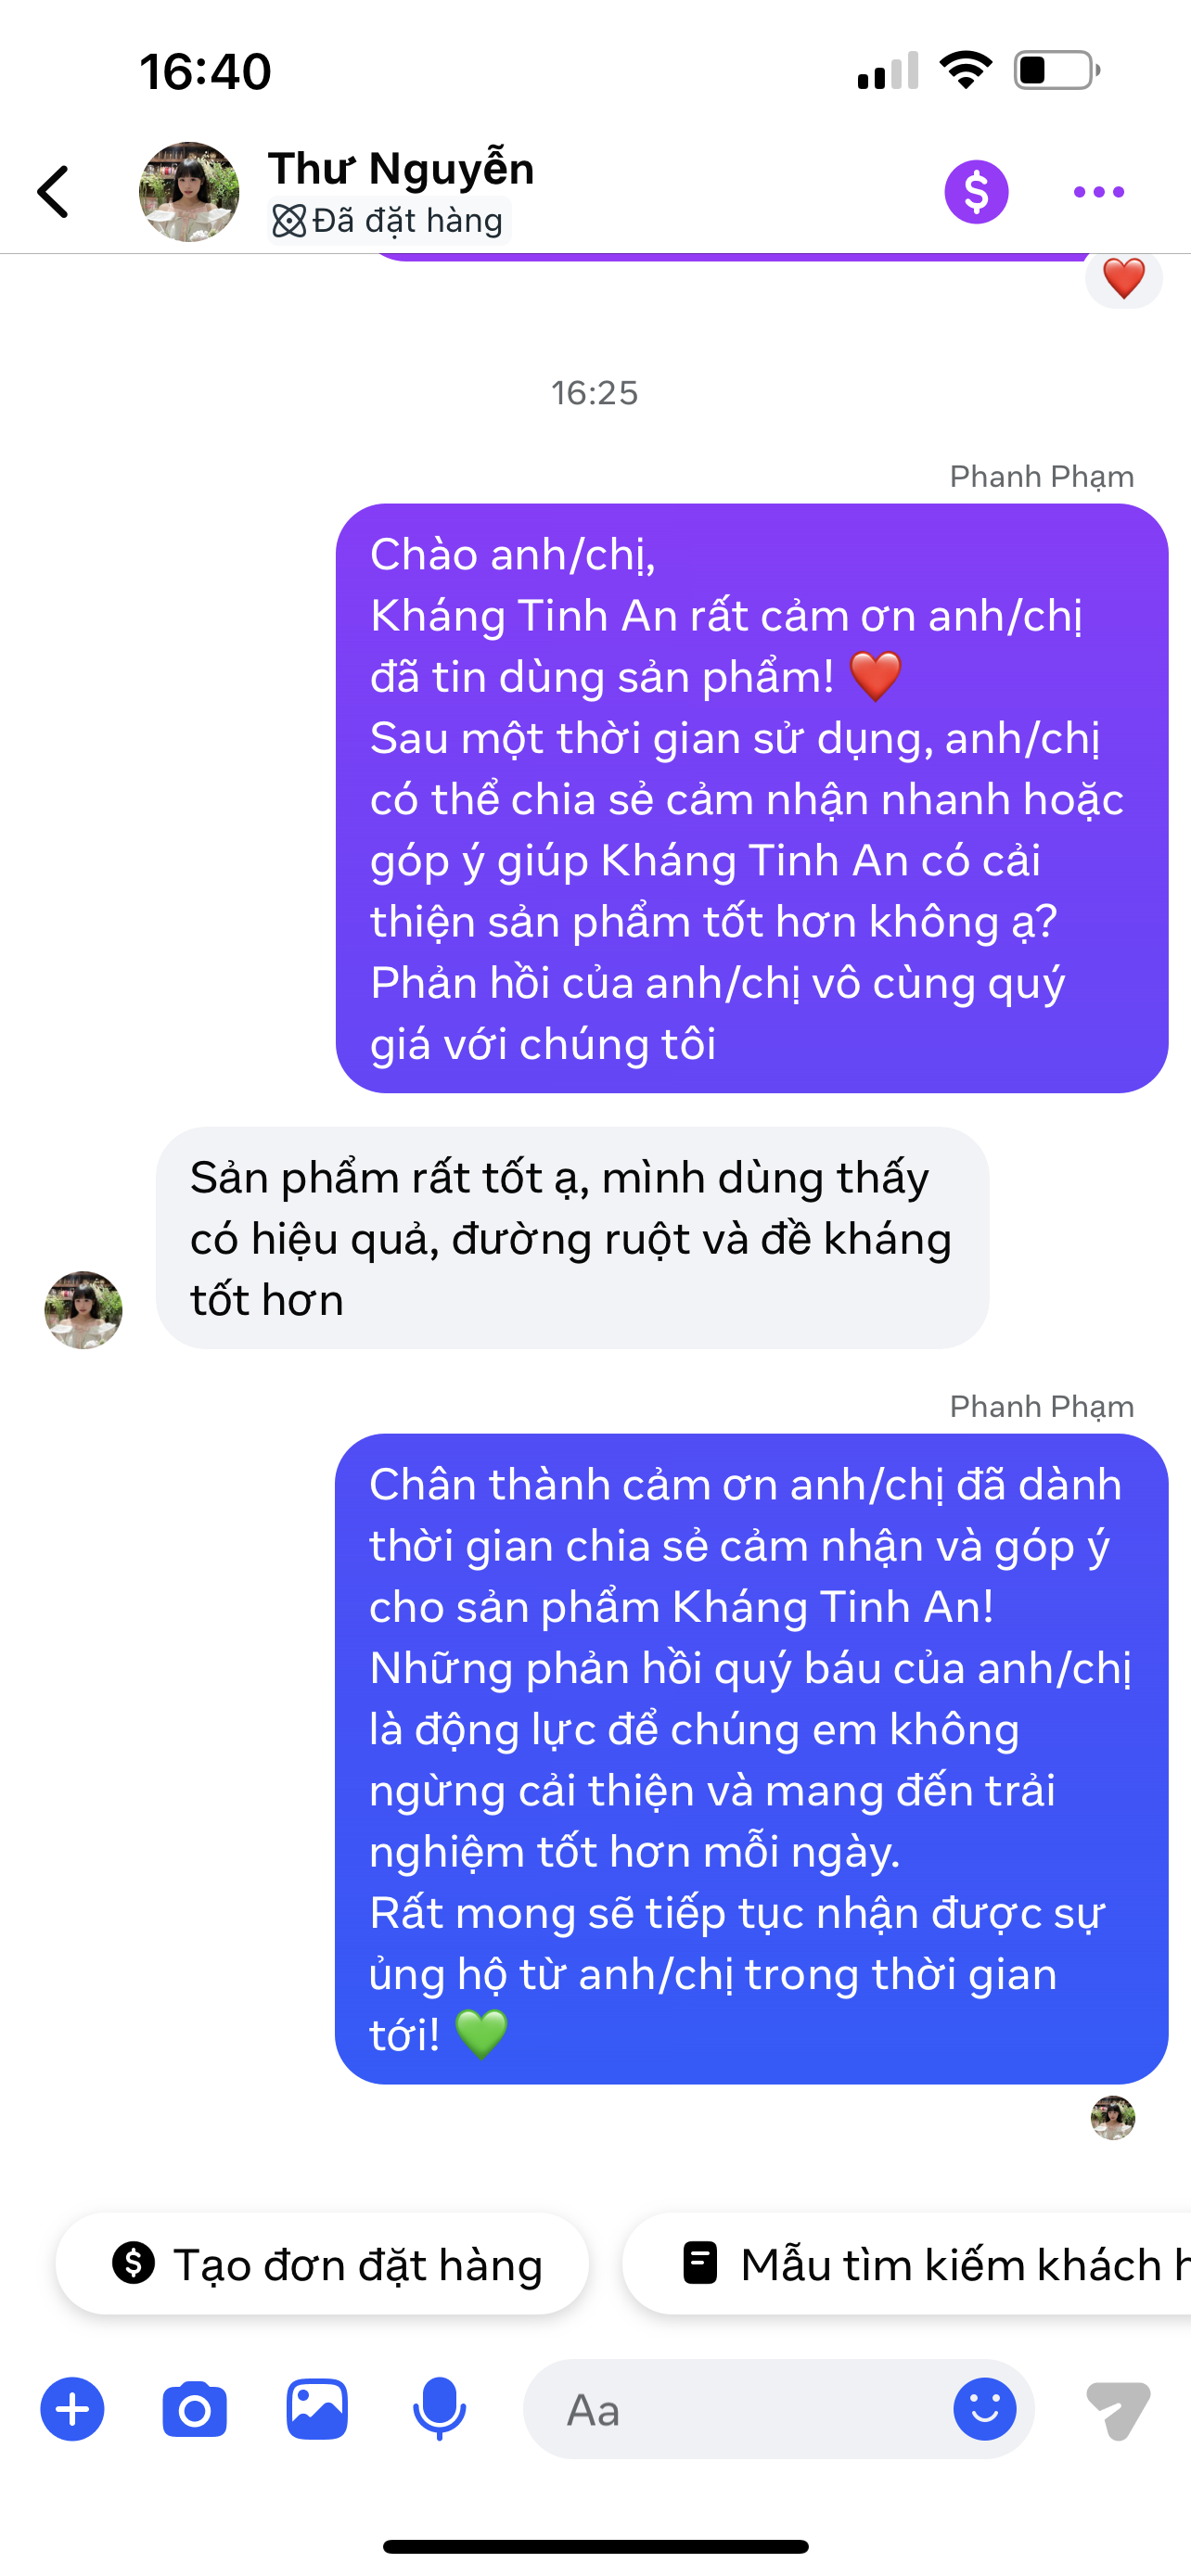 16:40
Thư Nguyễn
Đã đặt hàng
16:25
Phanh Phạm
Chào anh/chị,
Kháng Tinh An rất cảm ơn anh/chị
đã tin dùng sản phẩm! ❤️
Sau một thời gian sử dụng, anh/chị
có thể chia sẻ cảm nhận nhanh hoặc
góp ý giúp Kháng Tinh An có cải
thiện sản phẩm tốt hơn không ạ?
Phản hồi của anh/chị vô cùng quý
giá với chúng tôi
Sản phẩm rất tốt ạ, mình dùng thấy
có hiệu quả, đường ruột và đề kháng
tốt hơn
Phanh Phạm
Chân thành cảm ơn anh/chị đã dành
thời gian chia sẻ cảm nhận và góp ý
cho sản phẩm Kháng Tinh An!
Những phản hồi quý báu của anh/chị
là động lực để chúng em không
ngừng cải thiện và mang đến trải
nghiệm tốt hơn mỗi ngày.
Rất mong sẽ tiếp tục nhận được sự
ủng hộ từ anh/chị trong thời gian
tới! 💚
Tạo đơn đặt hàng
Mẫu tìm kiếm khách h
Aa